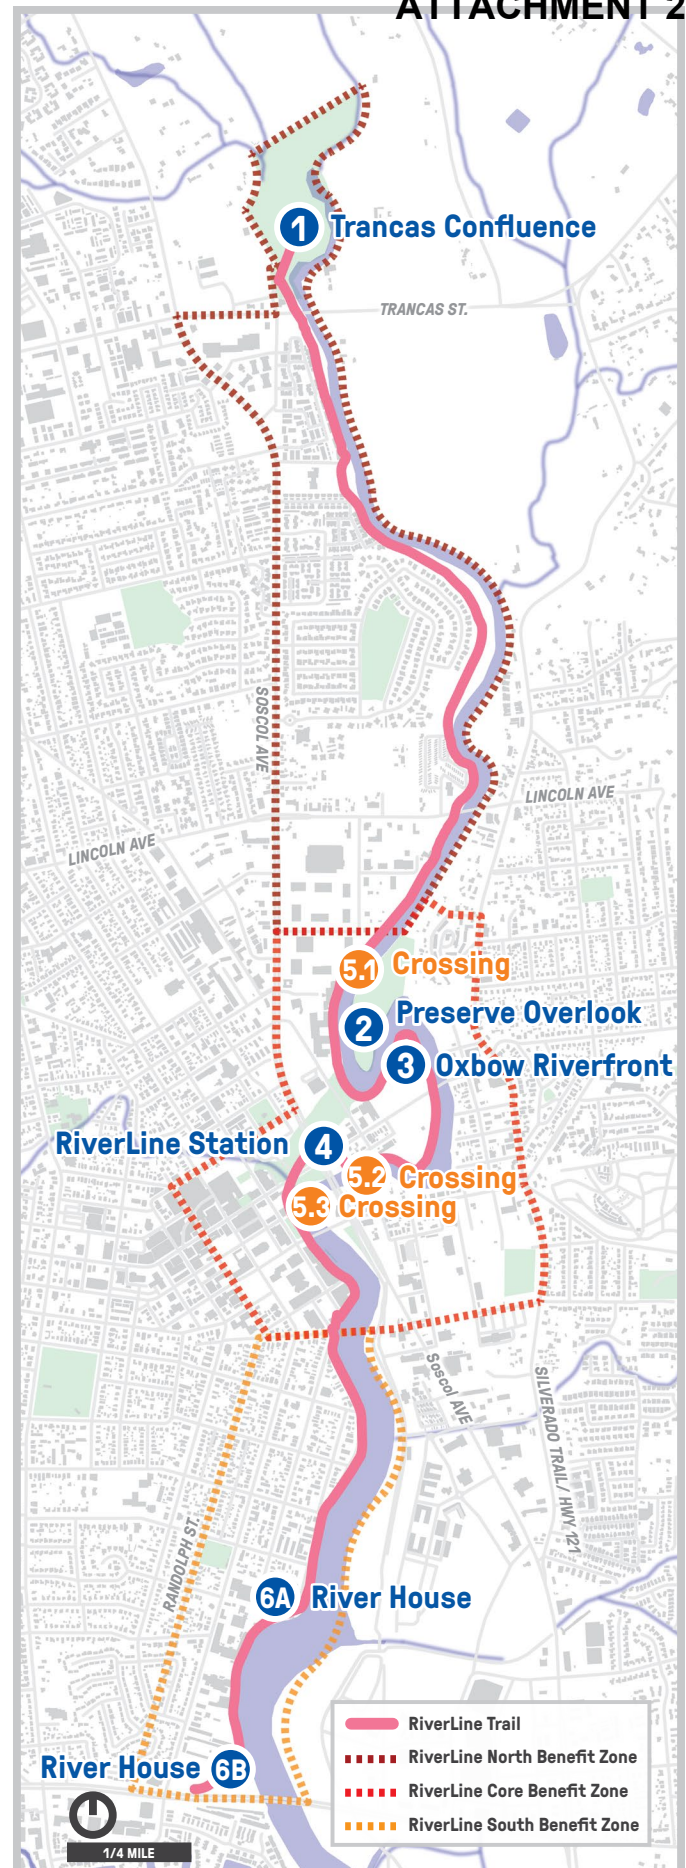 ATTACHMENT 2
1 Trancas Confluence
TRANCAS ST.
SOSCOL AVE
LINCOLN AVE
LINCOLN AVE
5.1 Crossing
2 Preserve Overlook
3 Oxbow Riverfront
RiverLine Station 4
5.2 Crossing
5.3 Crossing
Soscol AVE
SILVERADO TRAIL/ HWY 121
RANDOLPH ST.
6A River House
River House 6B
RiverLine Trail
RiverLine North Benefit Zone
RiverLine Core Benefit Zone
RiverLine South Benefit Zone
1/4 MILE